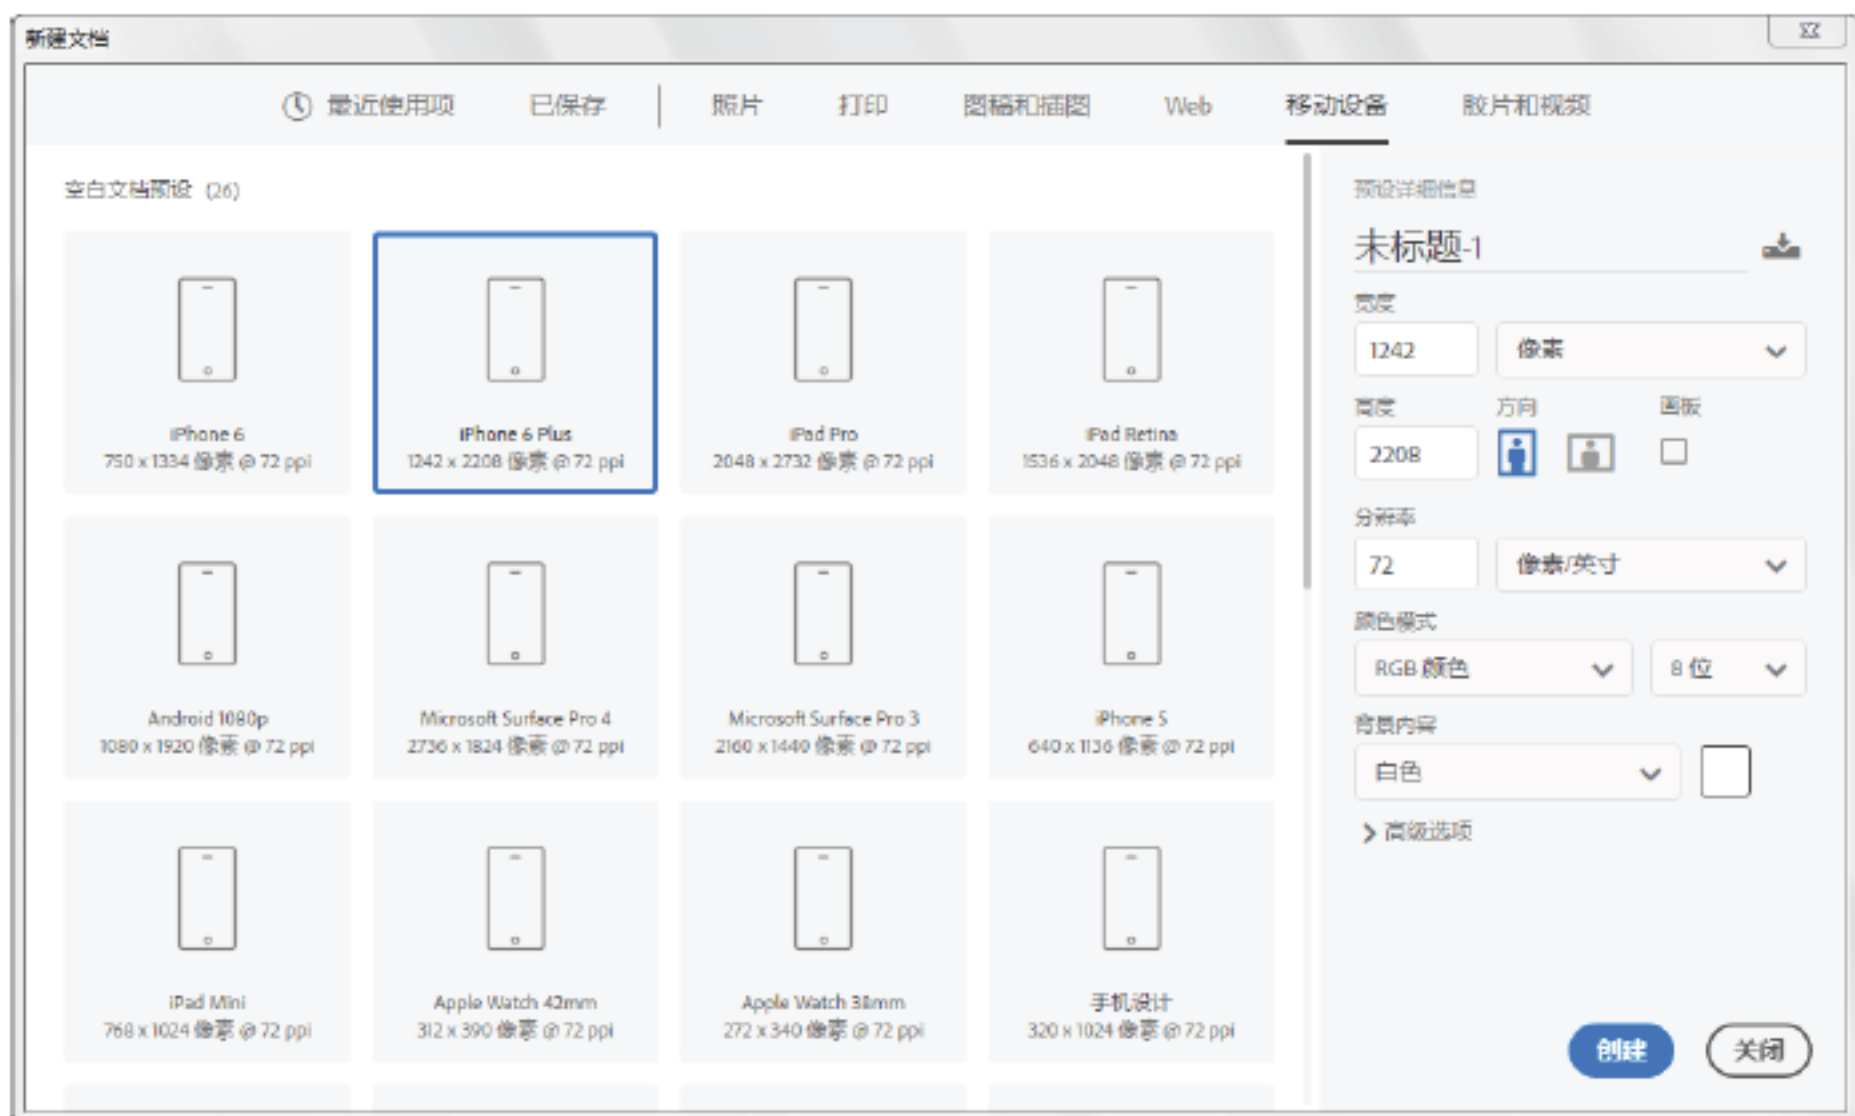 新建文档
最近使用项 已保存 照片 打印 图稿和插图 Web 移动设备 胶片和视频
空白文档预设 (26)
iPhone 6
750 x 1334 像素 @ 72 ppi
iPhone 6 Plus
1242 x 2208 像素 @ 72 ppi
iPad Pro
2048 x 2732 像素 @ 72 ppi
iPad Retina
1536 x 2048 像素 @ 72 ppi
Android 1080p
1080 x 1920 像素 @ 72 ppi
Microsoft Surface Pro 4
2736 x 1824 像素 @ 72 ppi
Microsoft Surface Pro 3
2160 x 1440 像素 @ 72 ppi
iPhone 5
640 x 1136 像素 @ 72 ppi
iPad Mini
768 x 1024 像素 @ 72 ppi
Apple Watch 42mm
312 x 390 像素 @ 72 ppi
Apple Watch 38mm
272 x 340 像素 @ 72 ppi
手机设计
320 x 1024 像素 @ 72 ppi
预设详细信息
未标题-1
宽度
1242 像素
高度 方向 画板
2208
分辨率
72 像素/英寸
颜色模式
RGB 颜色 8 位
背景内容
白色
高级选项
创建 关闭